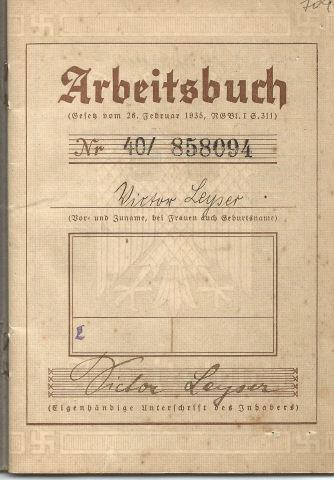 Arbeitsbuch
(Gesetz vom 26. Februar 1935, RGBl. I S. 311)
Nr 40/ 858094
Victor Leyser
(Vor- und Zuname, bei Frauen auch Geburtsname)
L
Victor Leyser
(Eigenhändige Unterschrift des Inhabers)